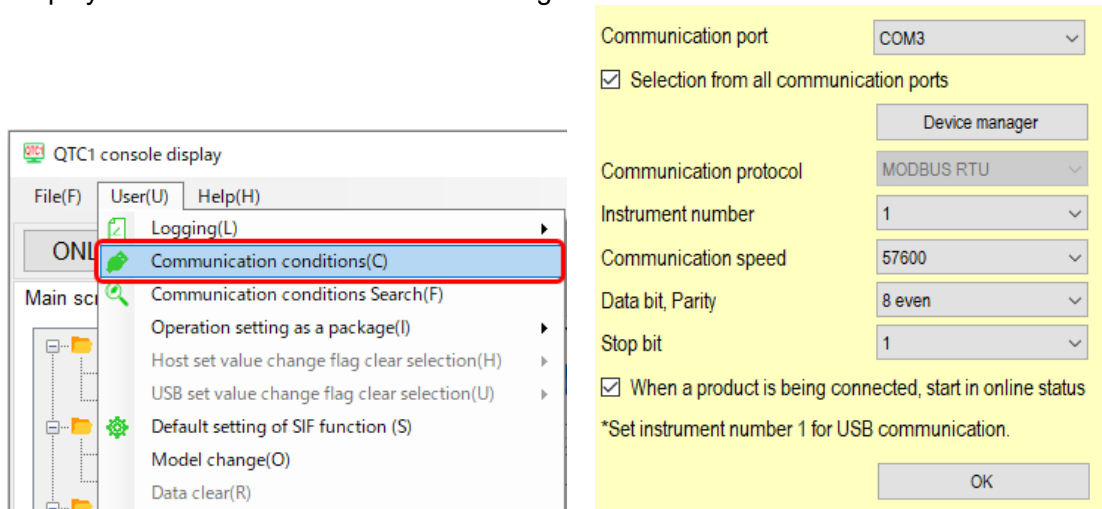 QTC1 console display
File(F) User(U) Help(H)
Logging(L)
ONL
Communication conditions(C)
Main scr
Communication conditions Search(F)
Operation setting as a package(I)
Host set value change flag clear selection(H)
USB set value change flag clear selection(U)
Default setting of SIF function (S)
Model change(O)
Data clear(R)
Communication port COM3
Selection from all communication ports
Device manager
Communication protocol MODBUS RTU
Instrument number 1
Communication speed 57600
Data bit, Parity 8 even
Stop bit 1
When a product is being connected, start in online status
*Set instrument number 1 for USB communication.
OK